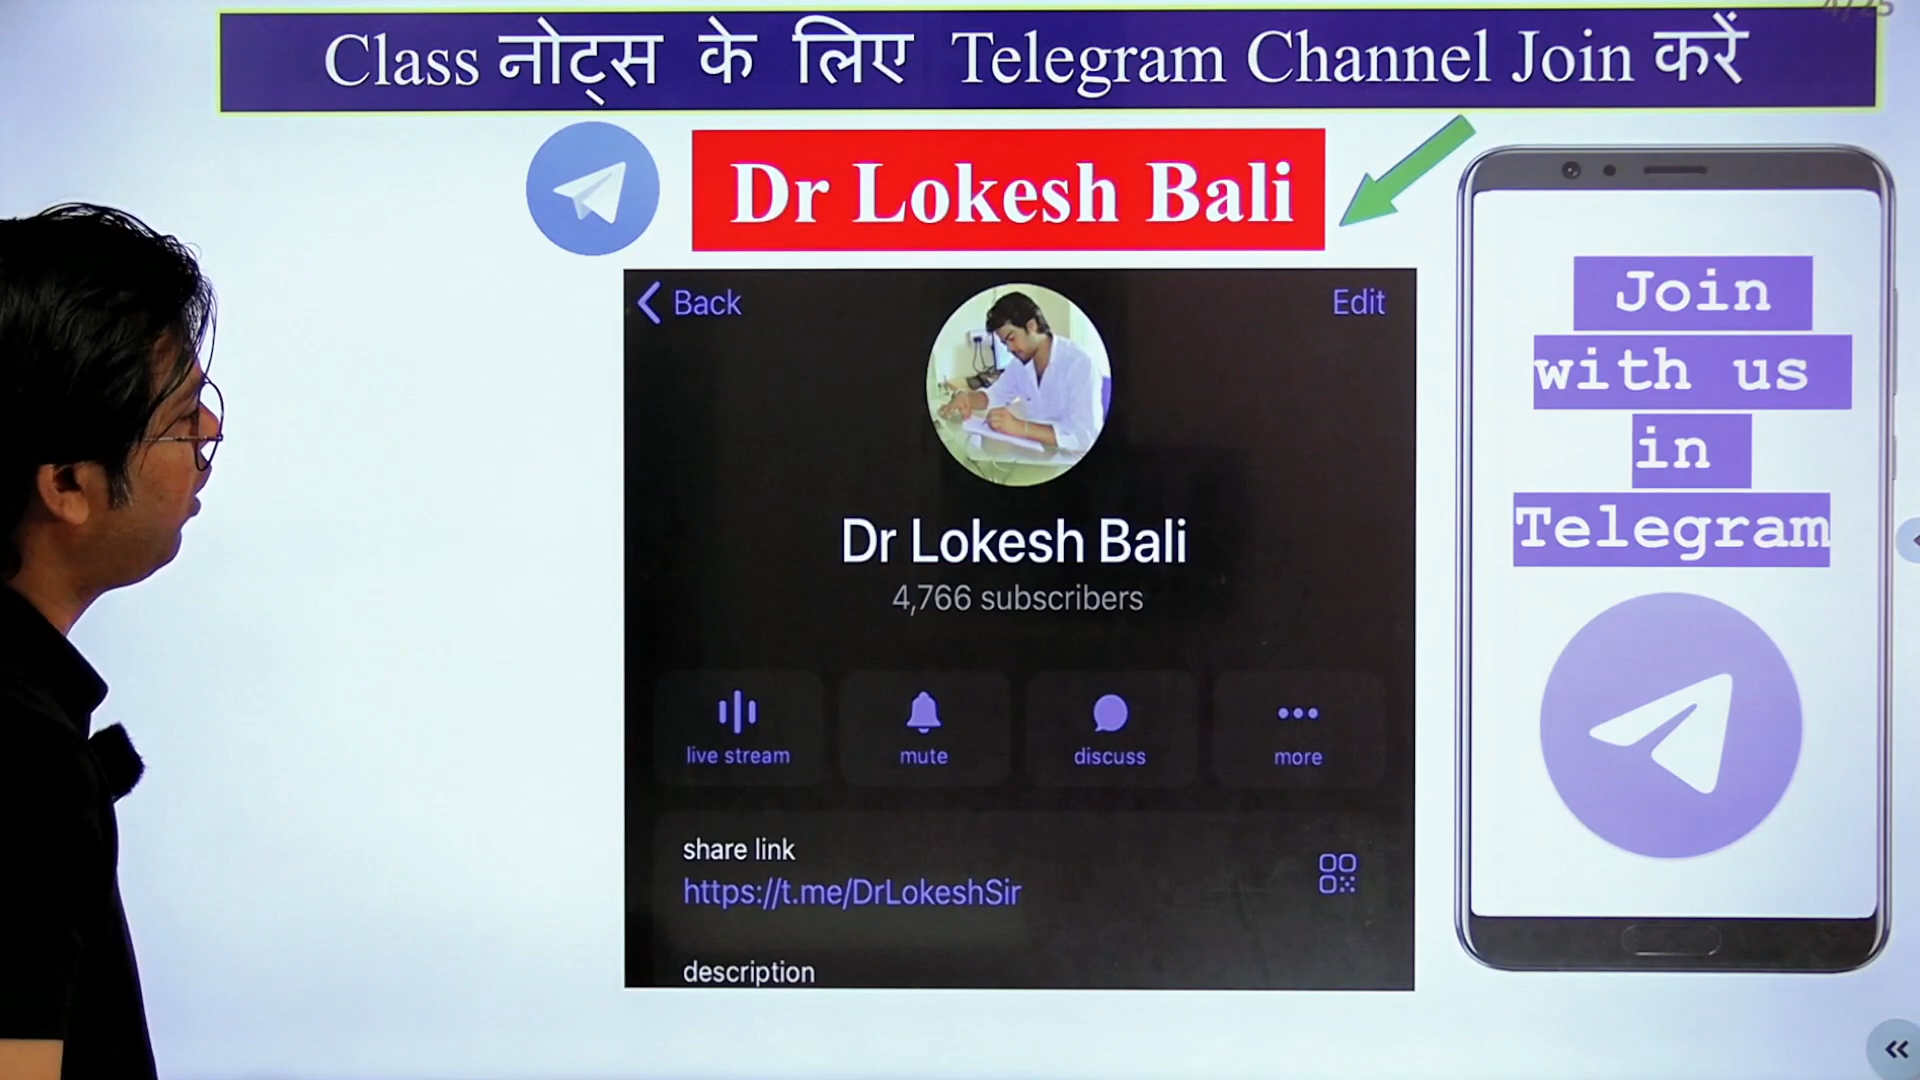 Class नोट्स के लिए Telegram Channel Join करें
Dr Lokesh Bali
Back
Edit
Dr Lokesh Bali
4,766 subscribers
live stream
mute
discuss
more
share link
https://t.me/DrLokeshSir
description
Join
with us
in
Telegram